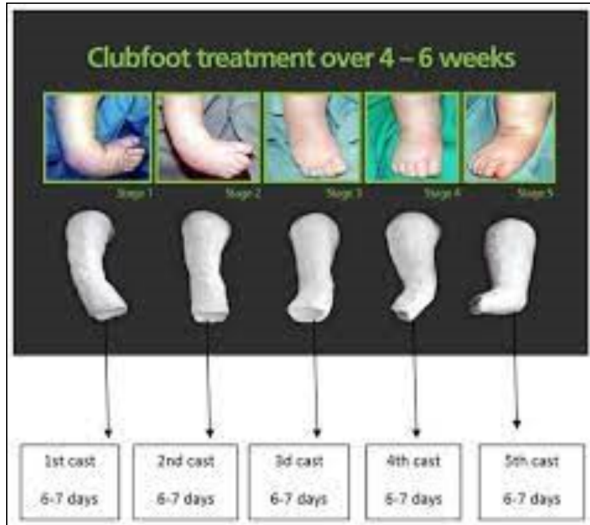 Clubfoot treatment over 4 – 6 weeks
Stage 1 Stage 2 Stage 3 Stage 4 Stage 5
1st cast 2nd cast 3d cast 4th cast 5th cast
6-7 days 6-7 days 6-7 days 6-7 days 6-7 days